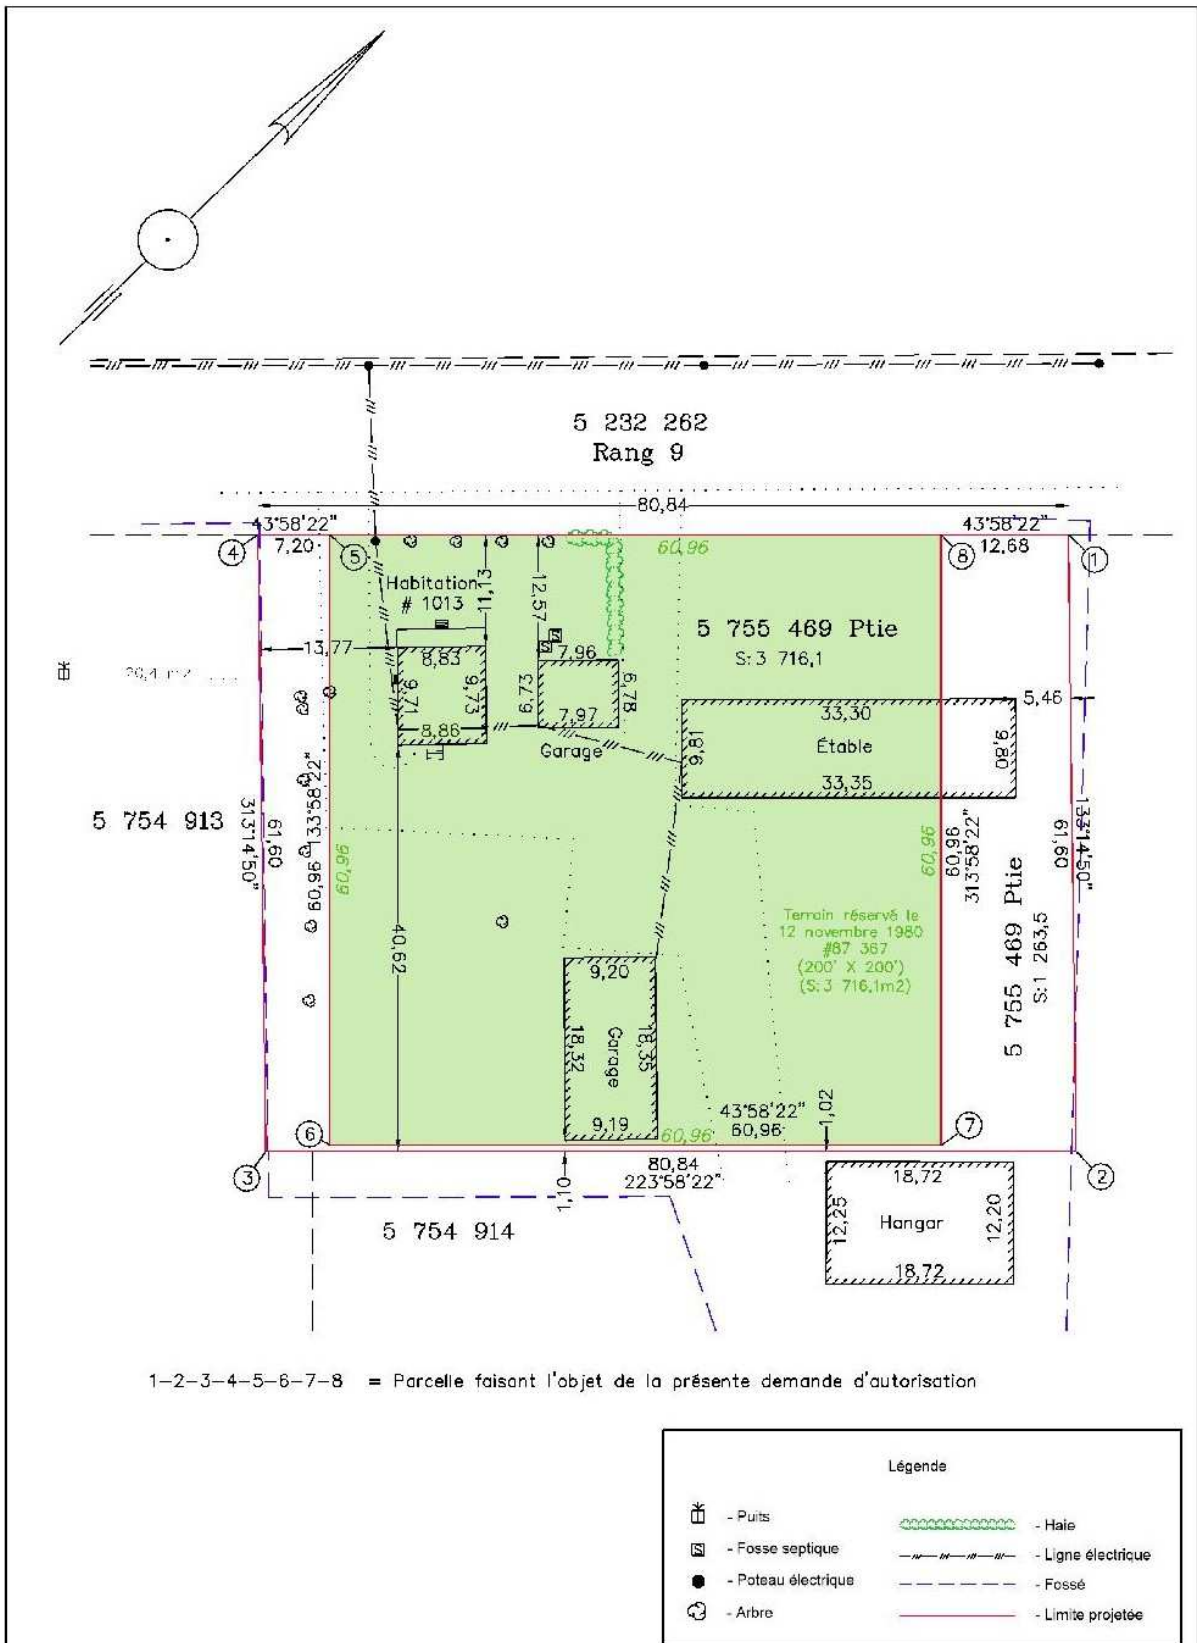 5 232 262
Rang 9
80,84
43°58'22"
43°58'22"
4
7,20
5
60,96
8
12,68
1
Habitation
# 1013
11,13
12,57
5 755 469 Ptie
S: 3 716,1
13,77
8,83
9,71
9,73
8,86
S
S
7,96
9,73
6,78
7,97
Garage
5,46
33,30
9,81
Étable
9,80
33,35
5 754 913
313°14'50"
61,60
60,96 133°58'22"
60,96
60,96
60,96
313°58'22"
61,60
133°14'50"
40,62
Terrain réservé le
12 novembre 1980
#87 367
(200' X 200')
(S: 3 716,1m2)
5 755 469 Ptie
S: 1 263,5
9,20
18,32
Garage
18,35
9,19
60,96
43°58'22"
60,96
1,02
6
7
3
2
80,84
223°58'22"
1,10
5 754 914
18,72
12,25
Hangar
12,20
18,72
1-2-3-4-5-6-7-8 = Parcelle faisant l'objet de la présente demande d'autorisation
Légende
- Puits
- Haie
S - Fosse septique
- Ligne électrique
- Poteau électrique
- Fossé
- Arbre
- Limite projetée